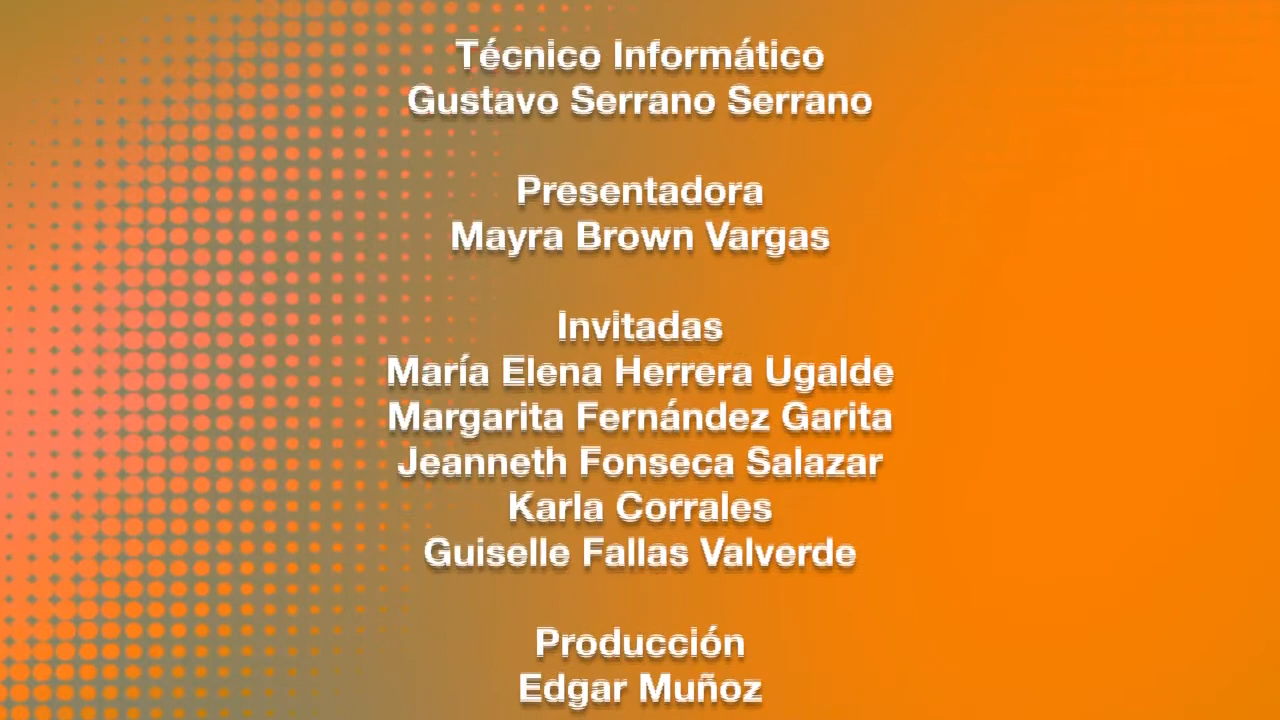 Técnico Informático
Gustavo Serrano Serrano
Presentadora
Mayra Brown Vargas
Invitadas
María Elena Herrera Ugalde
Margarita Fernández Garita
Jeanneth Fonseca Salazar
Karla Corrales
Guiselle Fallas Valverde
Producción
Edgar Muñoz